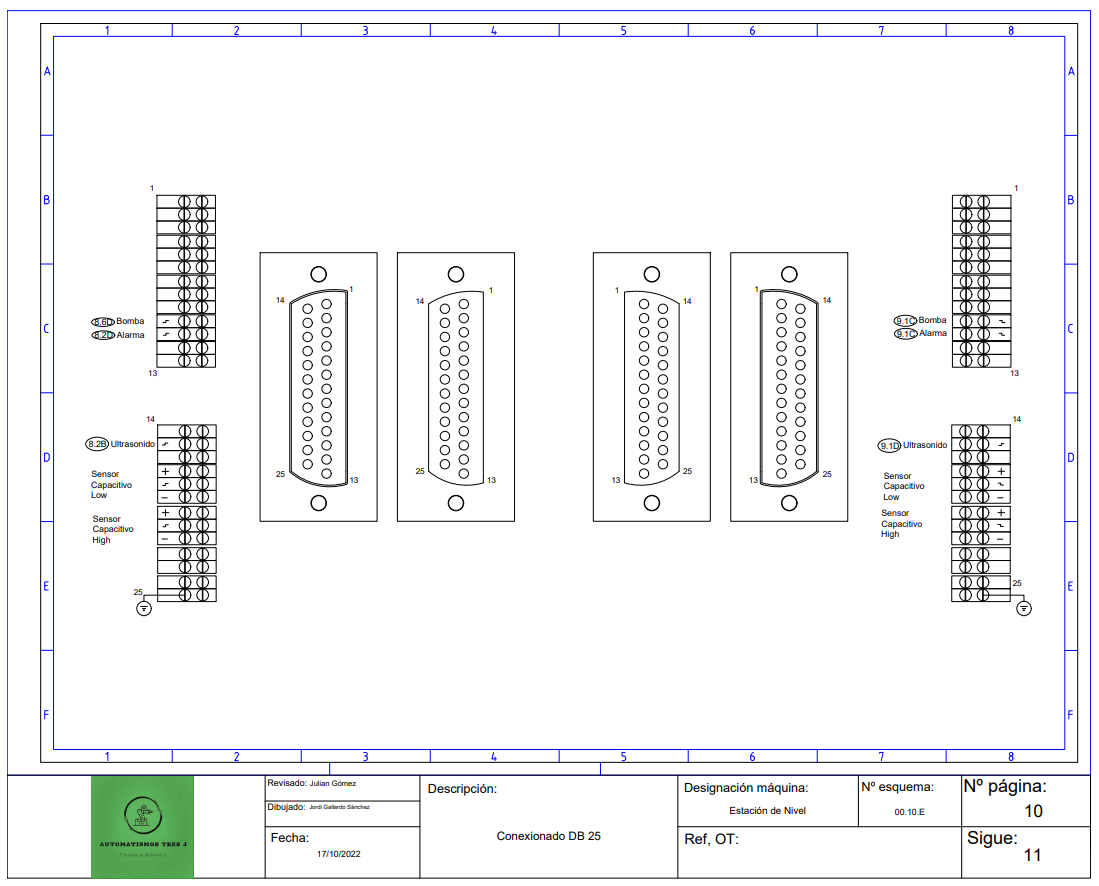 1 2 3 4 5 6 7 8
A A
B B
C C
D D
E E
F F
1
8.6D Bomba
8.2D Alarma
13
14
8.2B Ultrasonido
Sensor
Capacitivo
Low
+
−
Sensor
Capacitivo
High
+
−
25
14 1
25 13
14 1
25 13
1 14
13 25
1 14
13 25
1
9.1C Bomba
9.1C Alarma
13
14
9.1D Ultrasonido
Sensor
Capacitivo
Low
+
−
Sensor
Capacitivo
High
+
−
25
1 2 3 4 5 6 7 8
AUTOMATISMOS TRES J
Revisado: Julian Gómez
Dibujado: Jordi Gallardo Sánchez
Fecha:
17/10/2022
Descripción:
Conexionado DB 25
Designación máquina:
Estación de Nivel
Ref, OT:
Nº esquema:
00.10.E
Nº página:
10
Sigue:
11